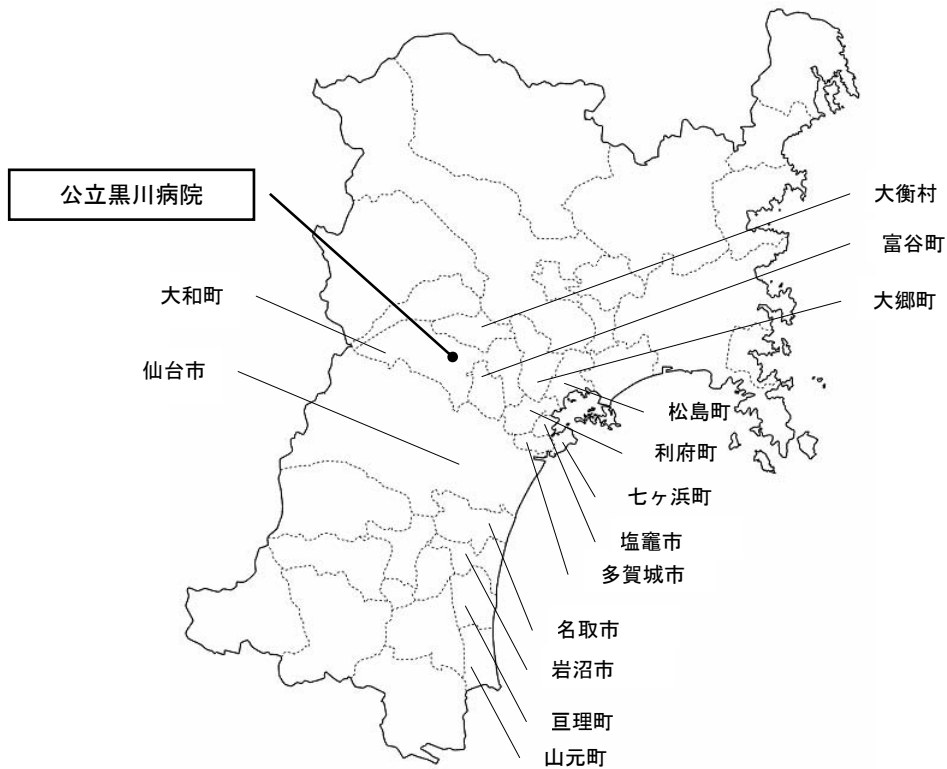 公立黒川病院
大衡村
富谷町
大和町
大郷町
仙台市
松島町
利府町
七ヶ浜町
塩竈市
多賀城市
名取市
岩沼市
亘理町
山元町